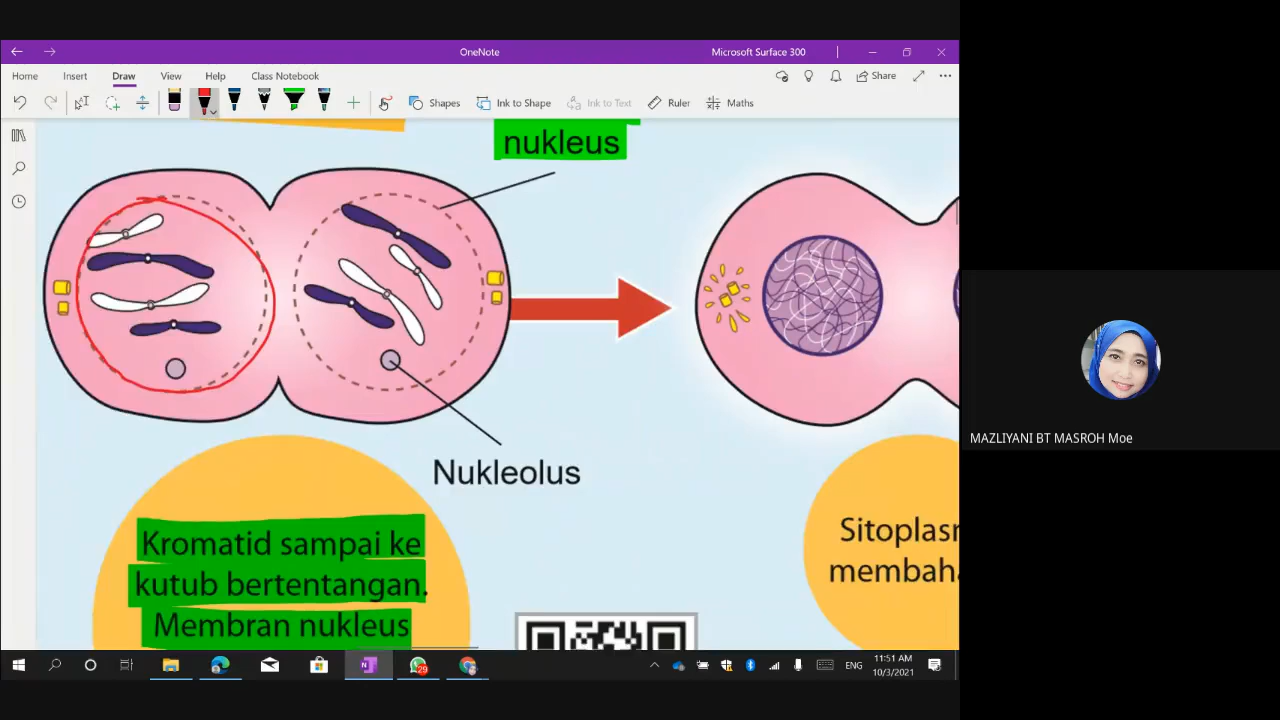 OneNote
Microsoft Surface 300
Home Insert Draw View Help Class Notebook Share
Shapes Ink to Shape Ink to Text Ruler Maths
nukleus
Nukleolus
Kromatid sampai ke
kutub bertentangan.
Membran nukleus
Sitoplasm
membaha
MAZLIYANI BT MASROH Moe
29
ENG
11:51 AM
10/3/2021